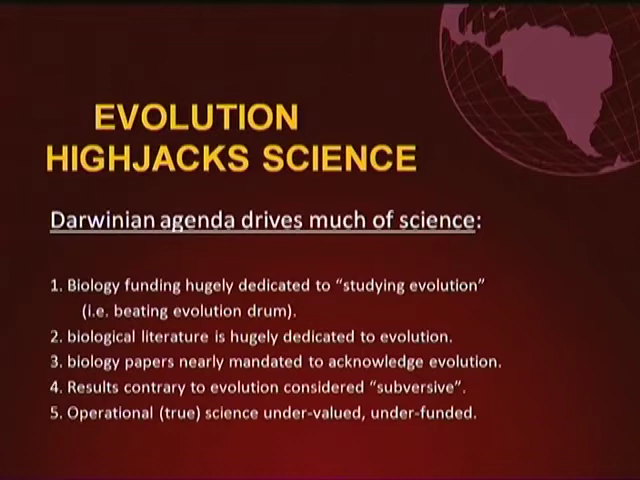 EVOLUTION
HIGHJACKS SCIENCE
Darwinian agenda drives much of science:
1. Biology funding hugely dedicated to “studying evolution”
(i.e. beating evolution drum).
2. biological literature is hugely dedicated to evolution.
3. biology papers nearly mandated to acknowledge evolution.
4. Results contrary to evolution considered “subversive”.
5. Operational (true) science under-valued, under-funded.